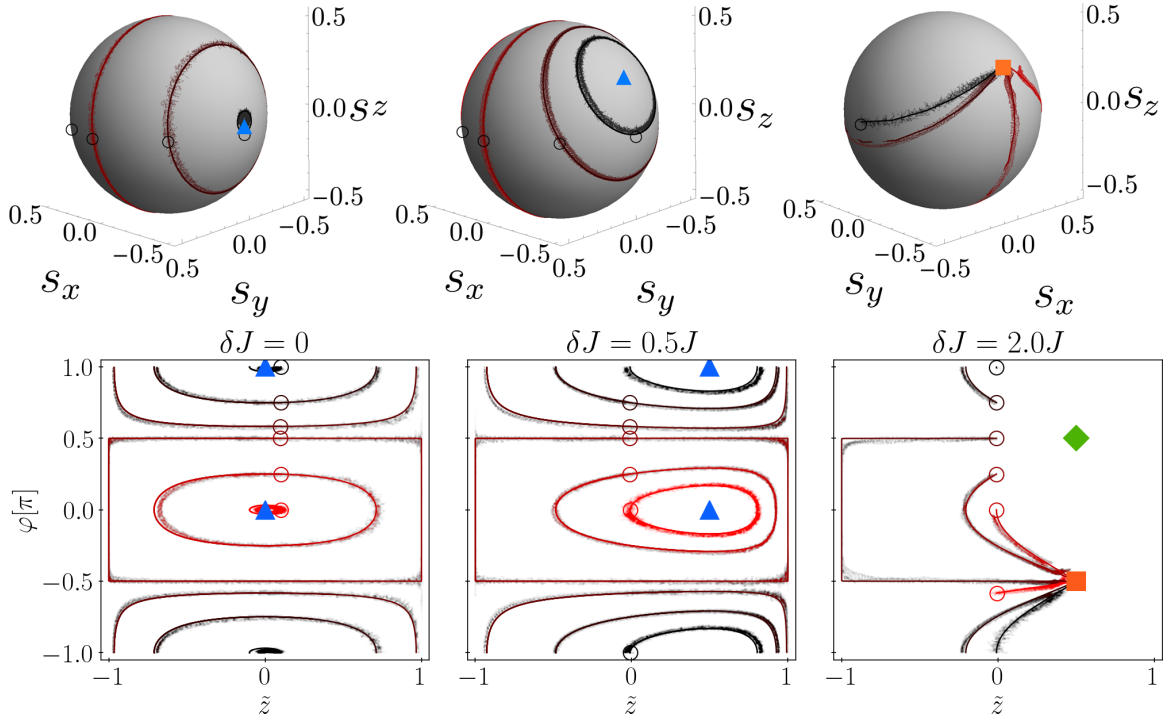 0.5 0.5 0.5
0.0 s_z 0.0 s_z 0.0 s_z
−0.5 −0.5 −0.5
0.5 −0.5 0.5 −0.5 0.5 −0.5
0.0 0.0 0.0 0.0 0.0 0.0
−0.5 0.5 −0.5 0.5 −0.5 0.5
s_x s_y s_x s_y s_y s_x
δJ = 0 δJ = 0.5J δJ = 2.0J
1.0
0.5
φ[π] 0.0
−0.5
−1.0
−1 0 1 −1 0 1 −1 0 1
z̃ z̃ z̃